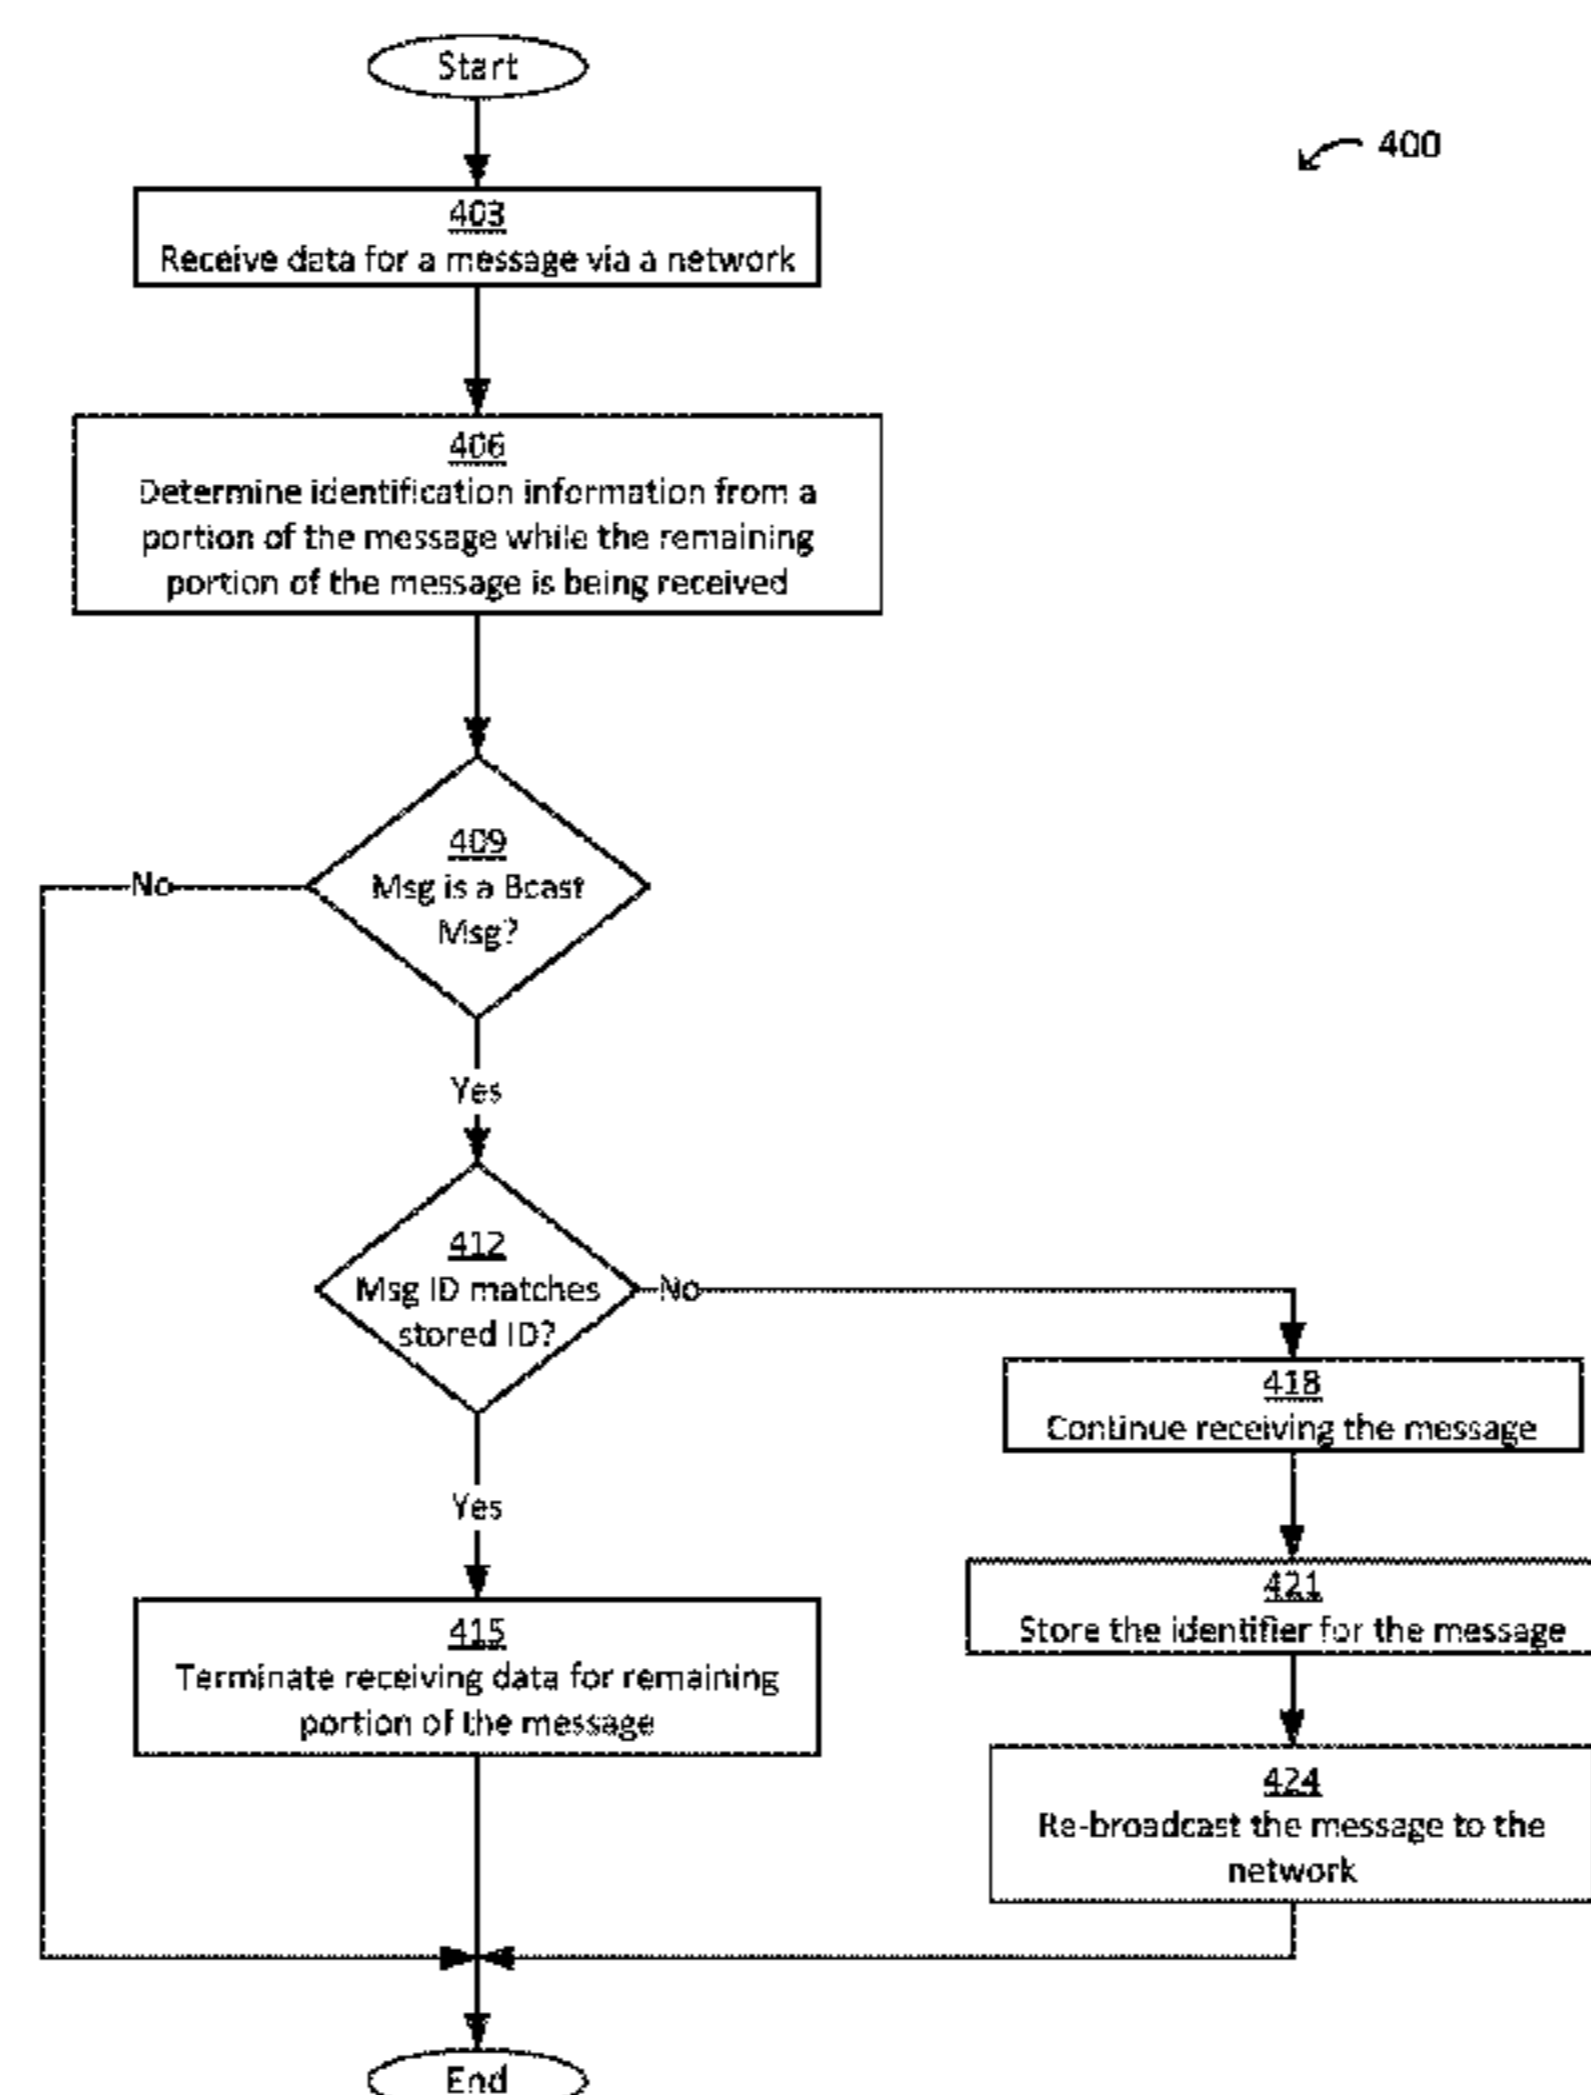 Start
400
403
Receive data for a message via a network
406
Determine identification information from a
portion of the message while the remaining
portion of the message is being received
409
Msg is a Bcast
Msg?
No
Yes
412
Msg ID matches
stored ID?
No
Yes
415
Terminate receiving data for remaining
portion of the message
418
Continue receiving the message
421
Store the identifier for the message
424
Re-broadcast the message to the
network
End